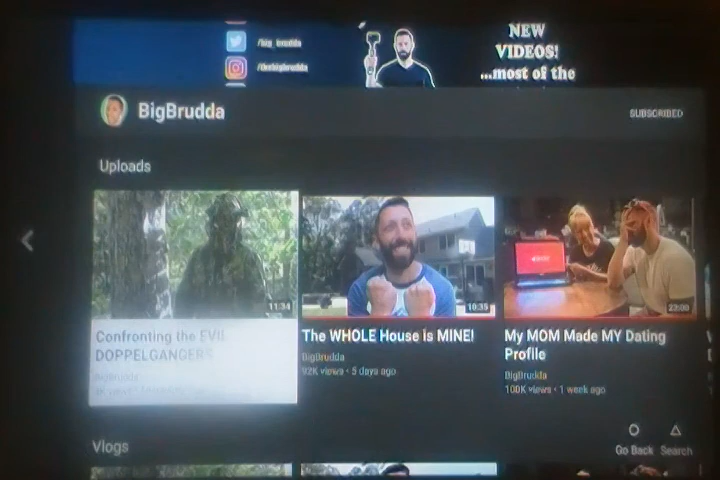 /big_brudda
/thebigbrudda
NEW
VIDEOS!
...most of the
BigBrudda
SUBSCRIBED
Uploads
11:34
10:35
23:00
Confronting the EVIL
DOPPELGANGERS
The WHOLE House is MINE!
BigBrudda
92K views • 5 days ago
My MOM Made MY Dating
Profile
BigBrudda
100K views • 1 week ago
Go Back
Search
Vlogs